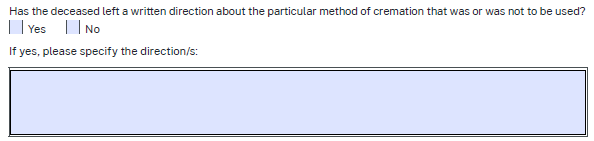 Has the deceased left a written direction about the particular method of cremation that was or was not to be used?
Yes No
If yes, please specify the direction/s: